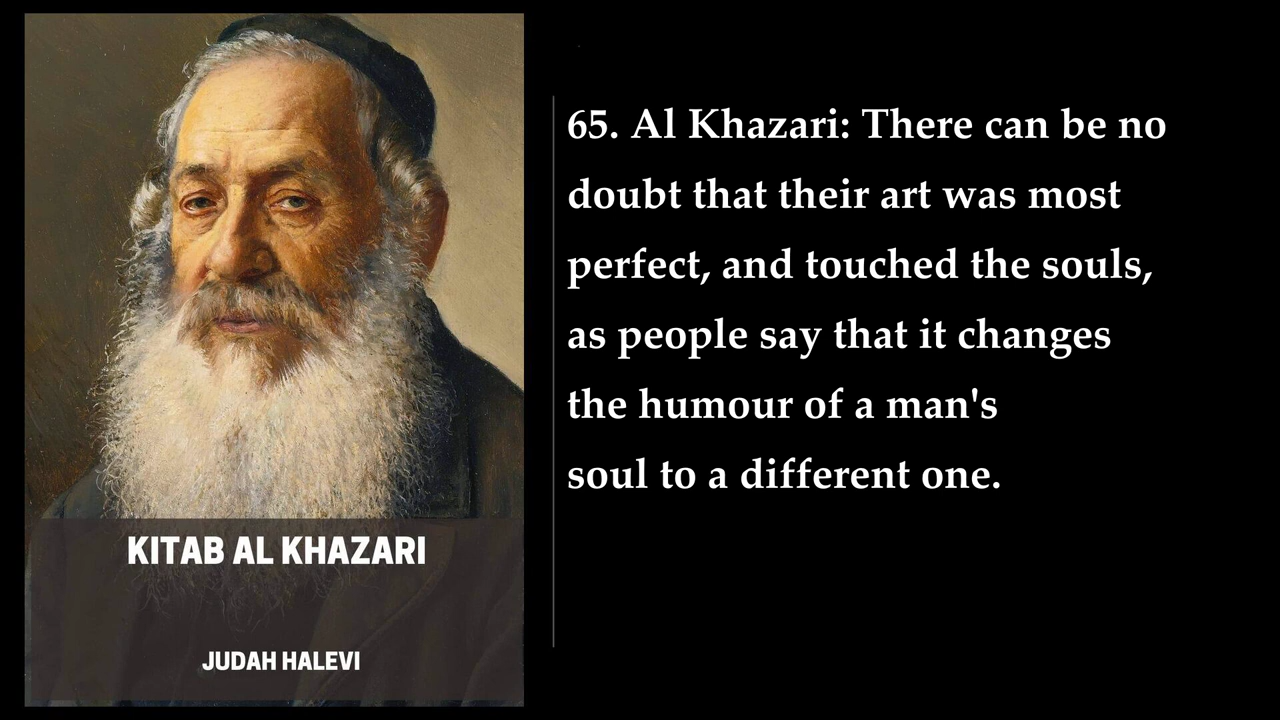 KITAB AL KHAZARI
JUDAH HALEVI
65. Al Khazari: There can be no
doubt that their art was most
perfect, and touched the souls,
as people say that it changes
the humour of a man's
soul to a different one.